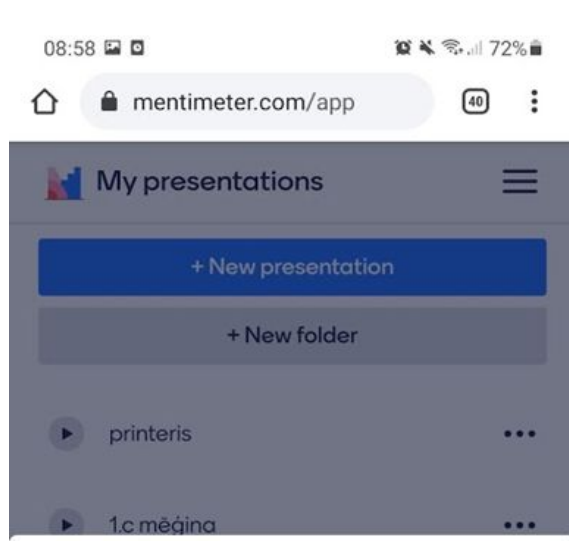 08:58 72%
mentimeter.com/app 40
My presentations
+ New presentation
+ New folder
printeris
1.c mēģina